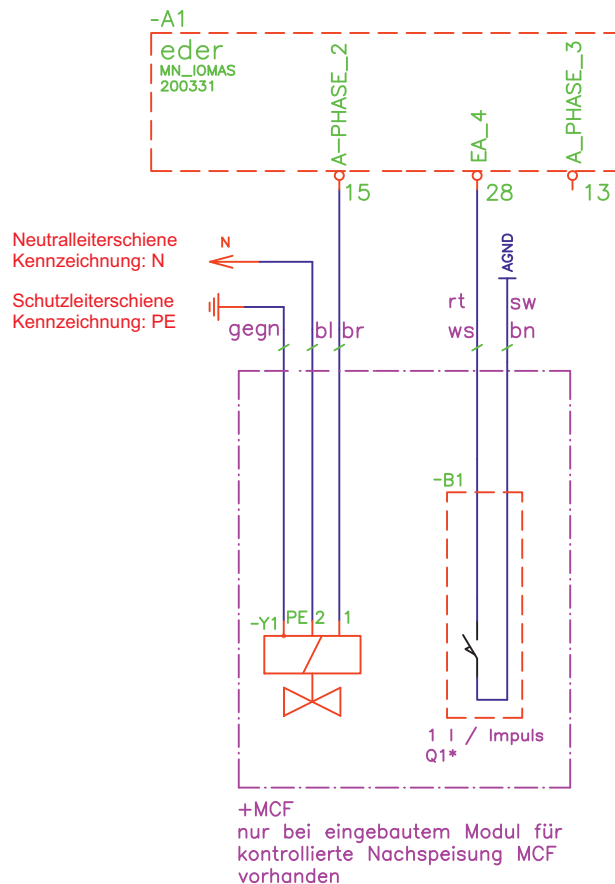 -A1
eder
MN_IOMAS
200331
A-PHASE_2
EA_4
A_PHASE_3
15
28
13
Neutralleiterschiene
Kennzeichnung: N
N
AGND
Schutzleiterschiene
Kennzeichnung: PE
gegn
bl
br
rt
sw
ws
bn
-B1
-Y1
PE
2
1
1 l / Impuls
Q1*
+MCF
nur bei eingebautem Modul für
kontrollierte Nachspeisung MCF
vorhanden